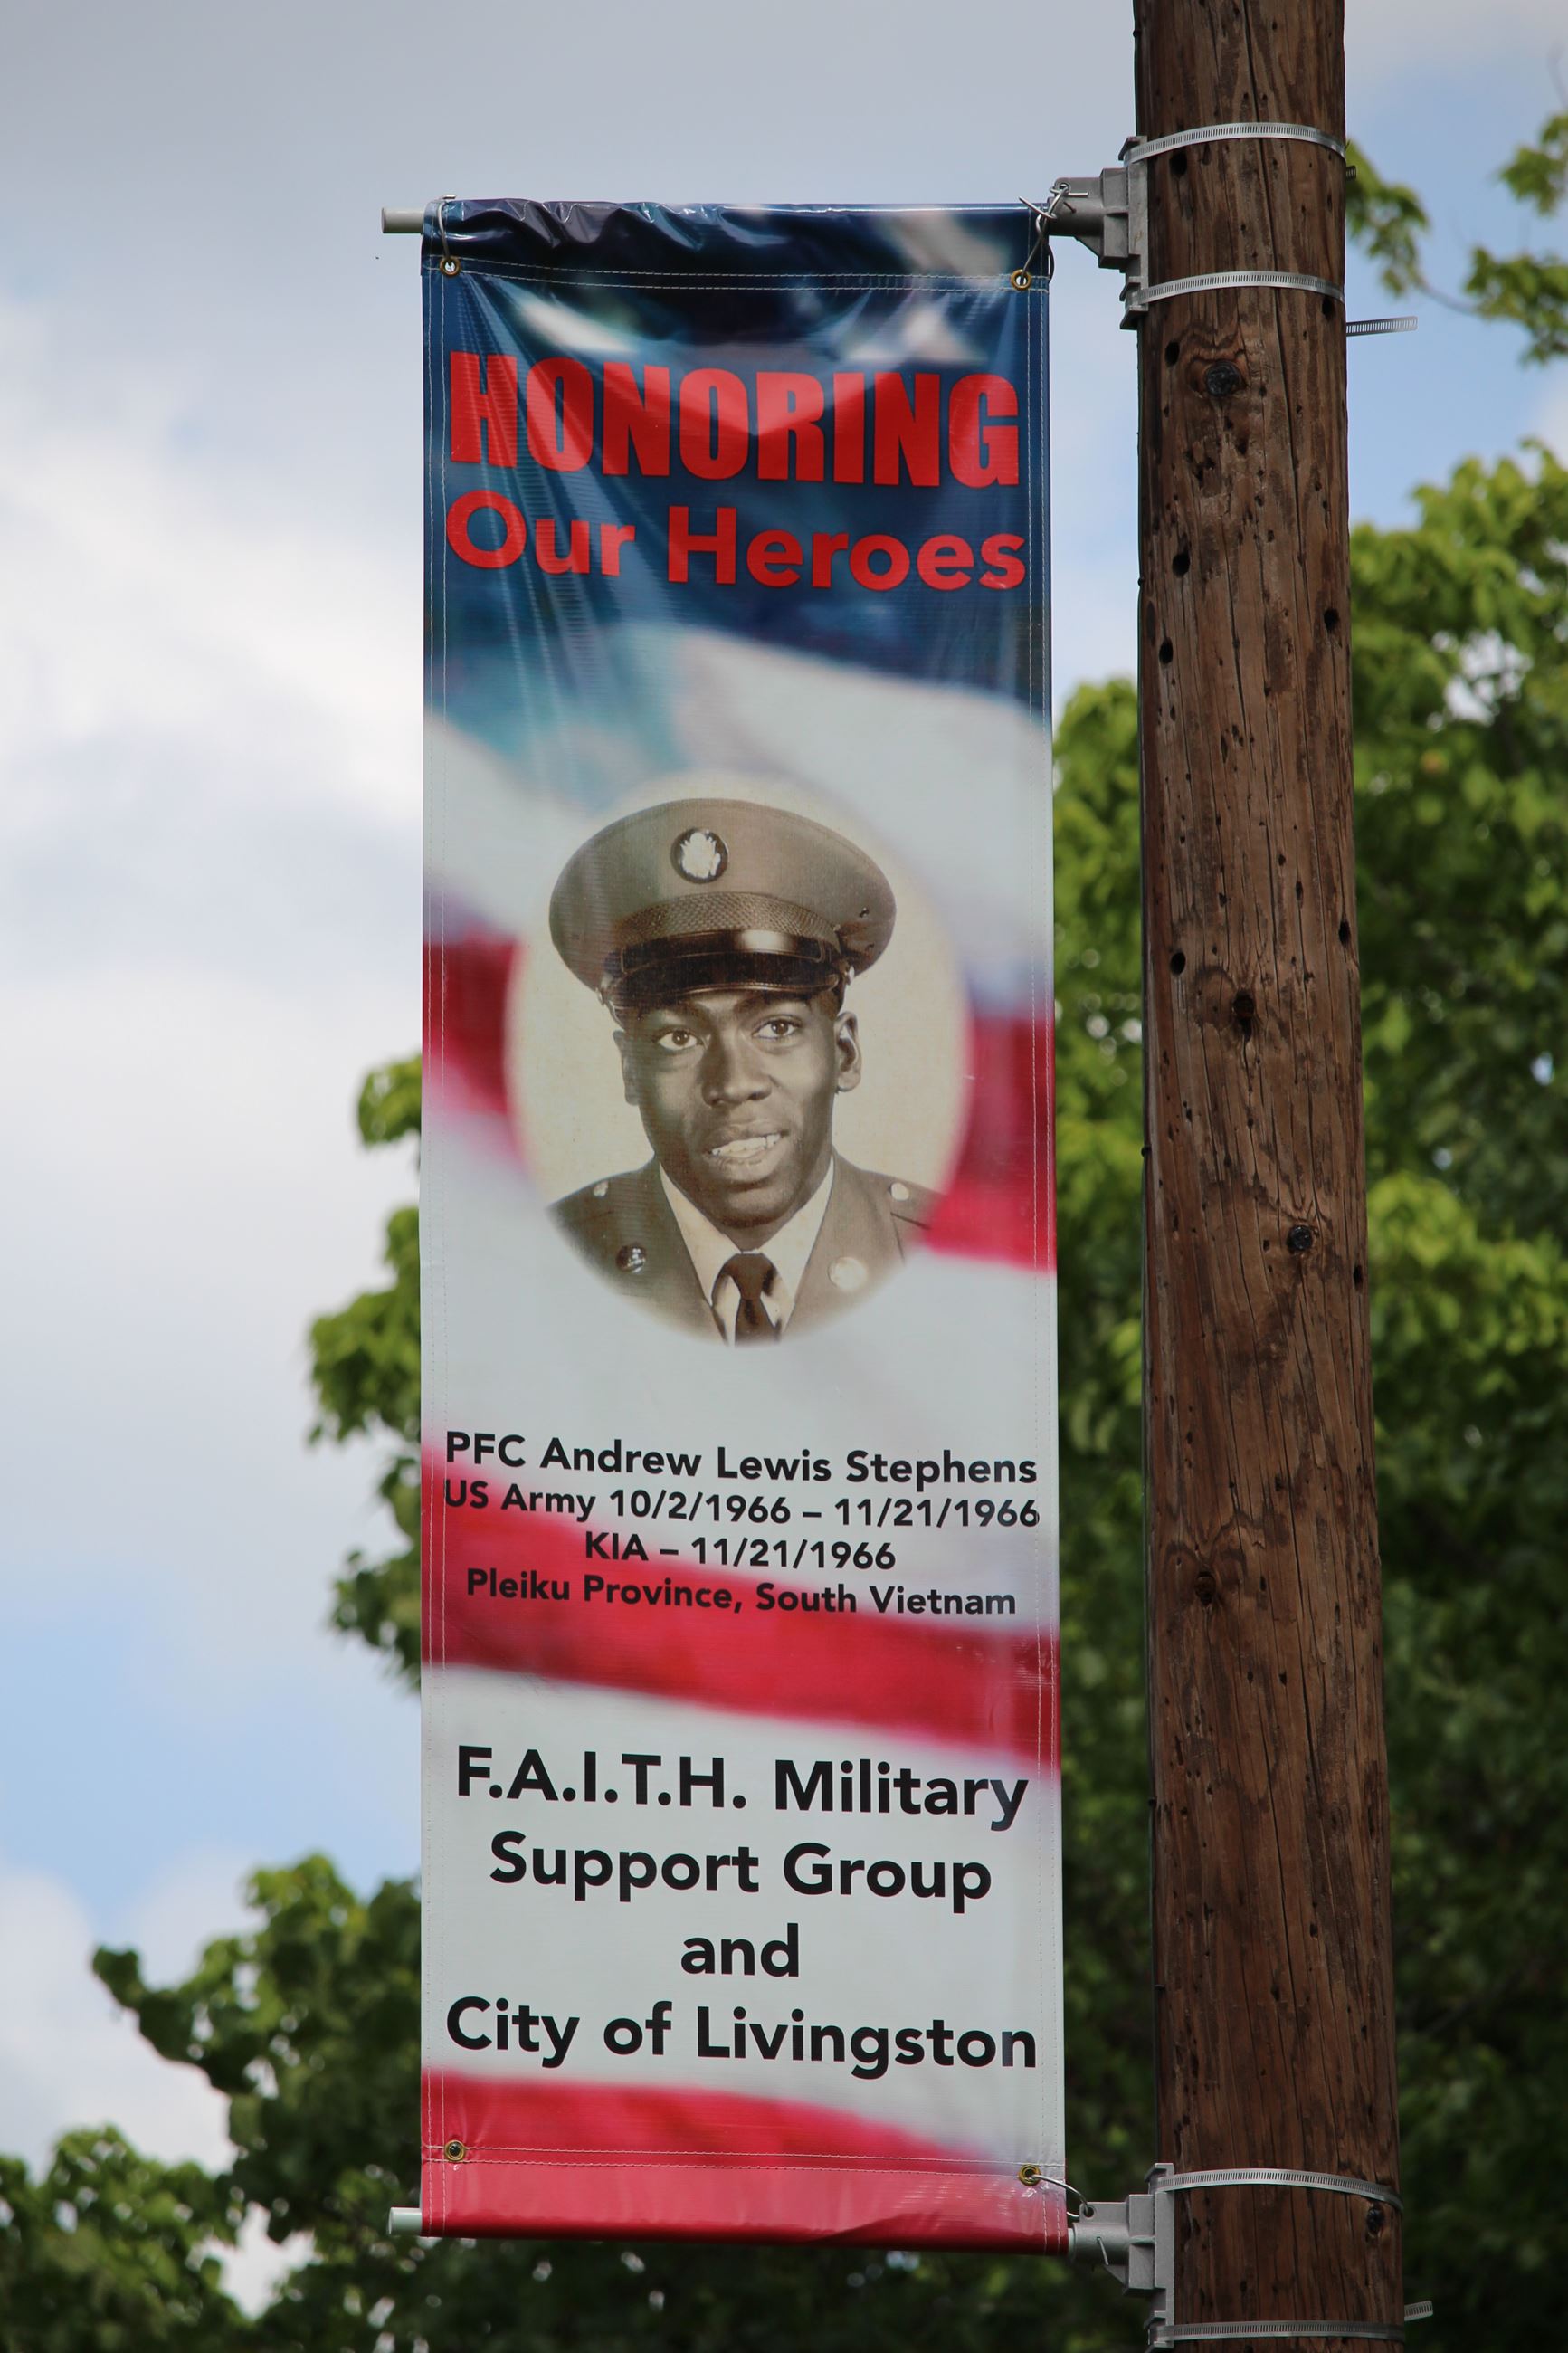 HONORING
Our Heroes
PFC Andrew Lewis Stephens
US Army 10/2/1966 – 11/21/1966
KIA – 11/21/1966
Pleiku Province, South Vietnam
F.A.I.T.H. Military
Support Group
and
City of Livingston